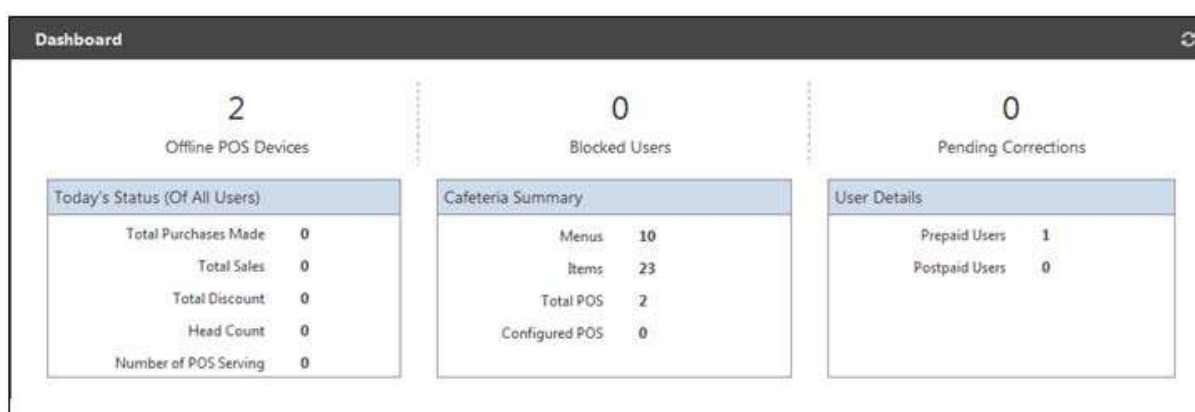 Dashboard
2
Offline POS Devices
0
Blocked Users
0
Pending Corrections
Today's Status (Of All Users)
Total Purchases Made 0
Total Sales 0
Total Discount 0
Head Count 0
Number of POS Serving 0
Cafeteria Summary
Menus 10
Items 23
Total POS 2
Configured POS 0
User Details
Prepaid Users 1
Postpaid Users 0